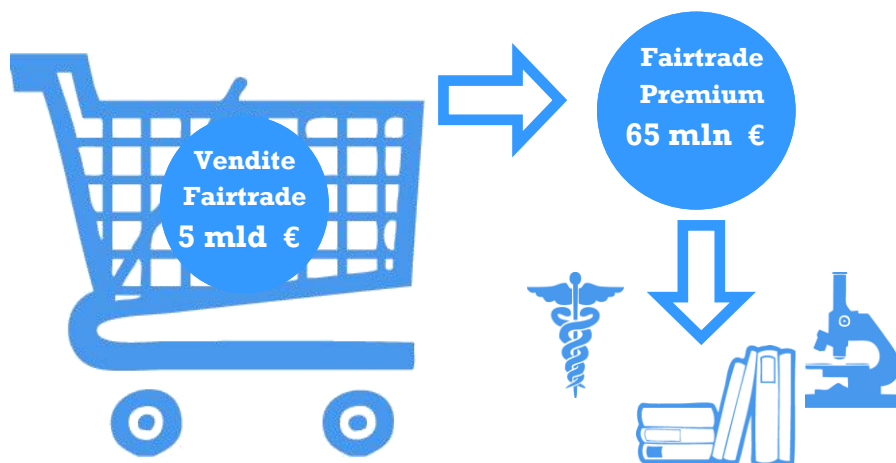 Vendite
Fairtrade
5 mld €
Fairtrade
Premium
65 mln €